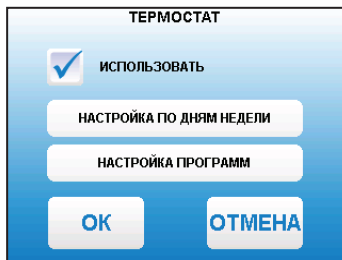 ТЕРМОСТАТ
ИСПОЛЬЗОВАТЬ
НАСТРОЙКА ПО ДНЯМ НЕДЕЛИ
НАСТРОЙКА ПРОГРАММ
ОК ОТМЕНА